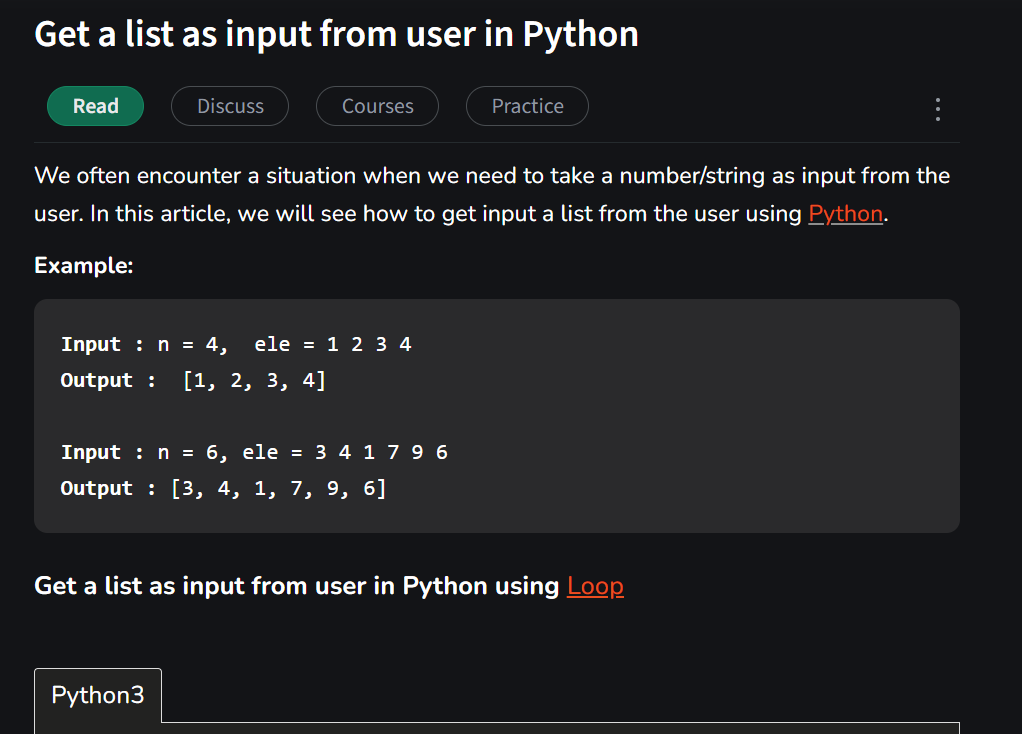 Get a list as input from user in Python
Read Discuss Courses Practice
We often encounter a situation when we need to take a number/string as input from the
user. In this article, we will see how to get input a list from the user using Python.
Example:
Input : n = 4,  ele = 1 2 3 4
Output :  [1, 2, 3, 4]
Input : n = 6, ele = 3 4 1 7 9 6
Output : [3, 4, 1, 7, 9, 6]
Get a list as input from user in Python using Loop
Python3